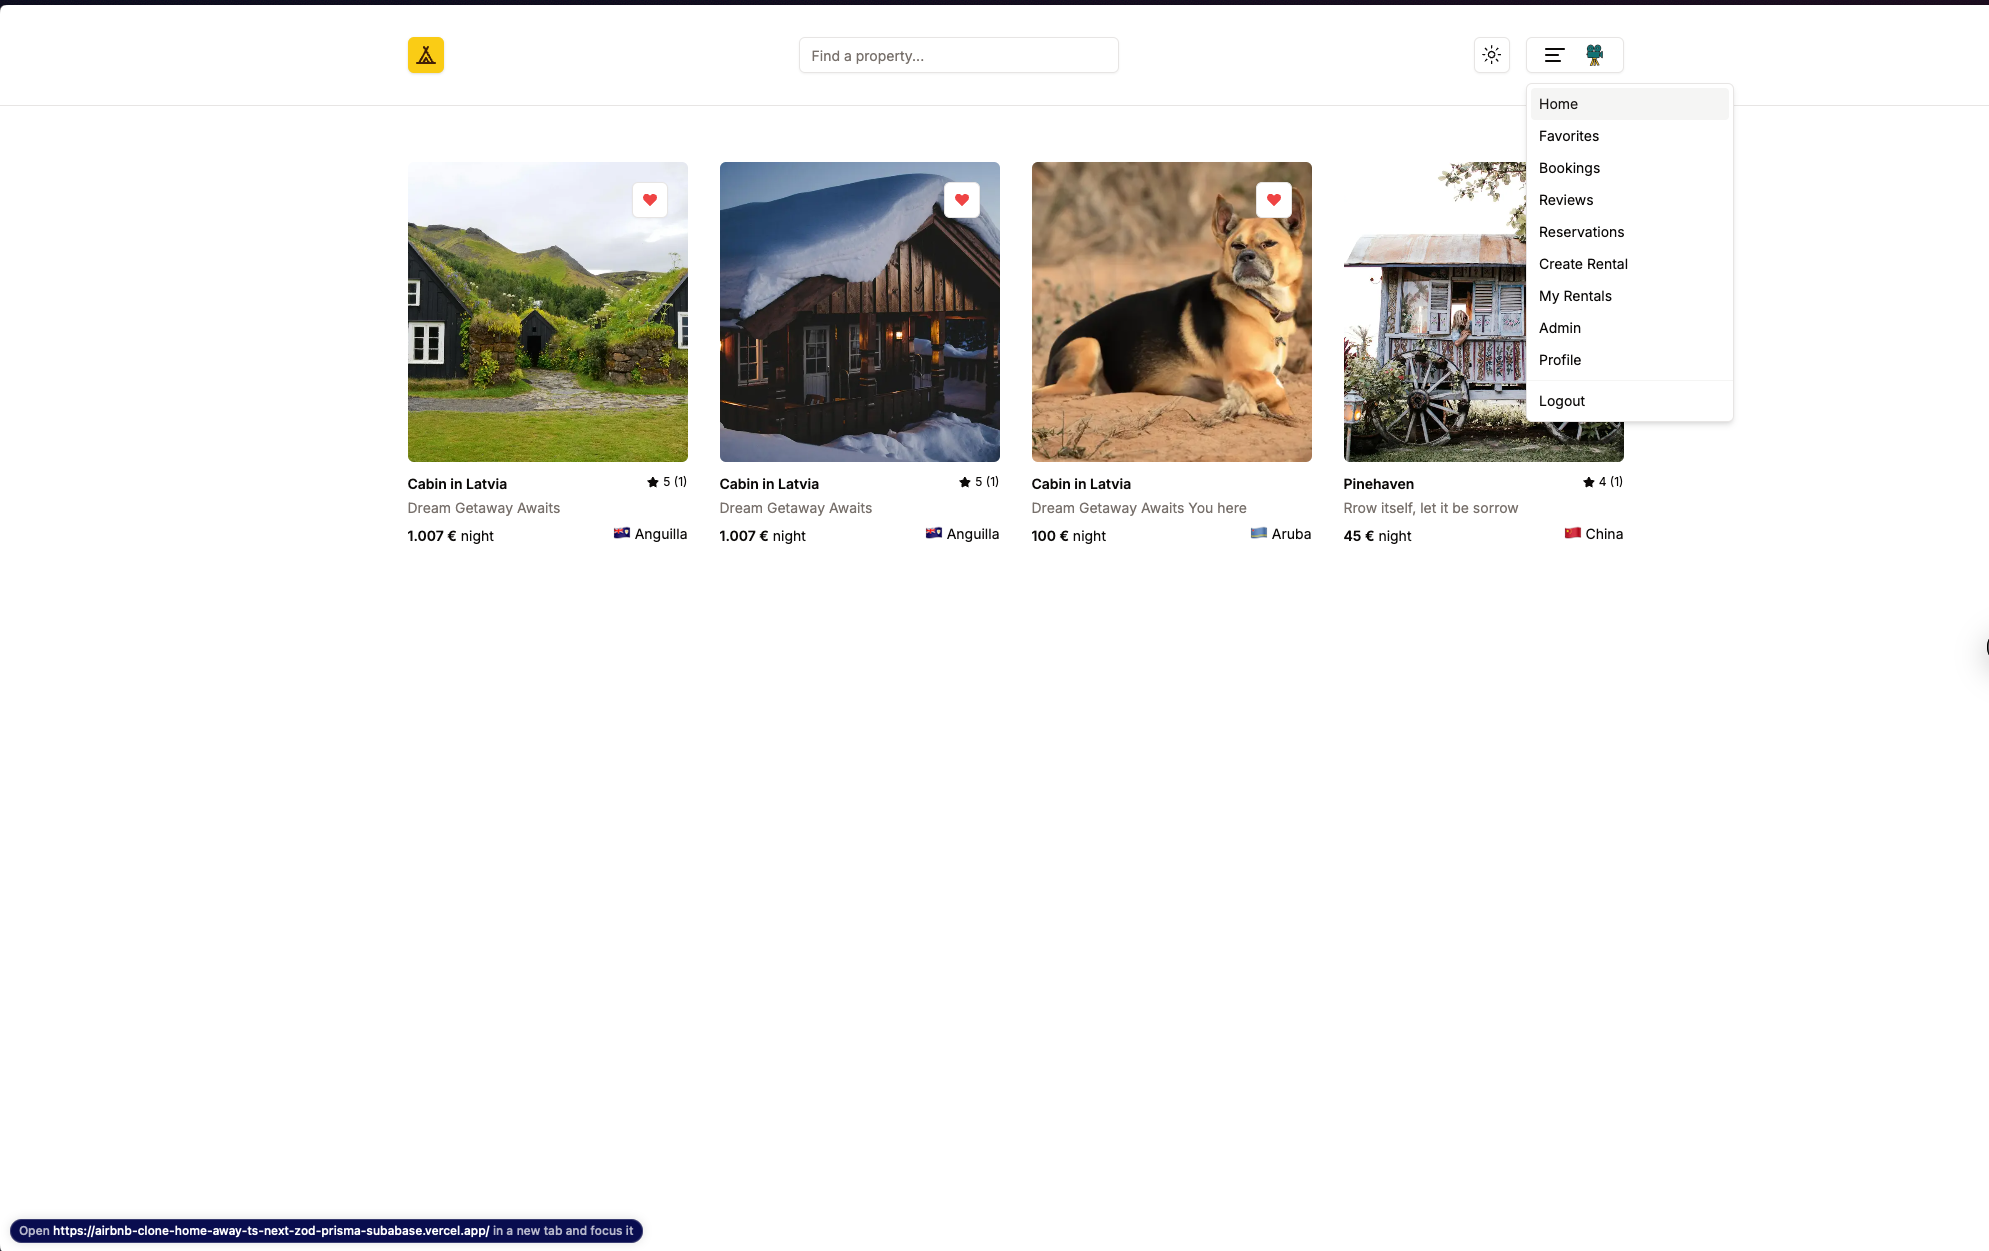 Find a property...
Home
Favorites
Bookings
Reviews
Reservations
Create Rental
My Rentals
Admin
Profile
Logout
Cabin in Latvia
5 (1)
Dream Getaway Awaits
1.007 € night
Anguilla
Cabin in Latvia
5 (1)
Dream Getaway Awaits
1.007 € night
Anguilla
Cabin in Latvia
Dream Getaway Awaits You here
100 € night
Aruba
Pinehaven
4 (1)
Rrow itself, let it be sorrow
45 € night
China
Open https://airbnb-clone-home-away-ts-next-zod-prisma-subabase.vercel.app/ in a new tab and focus it